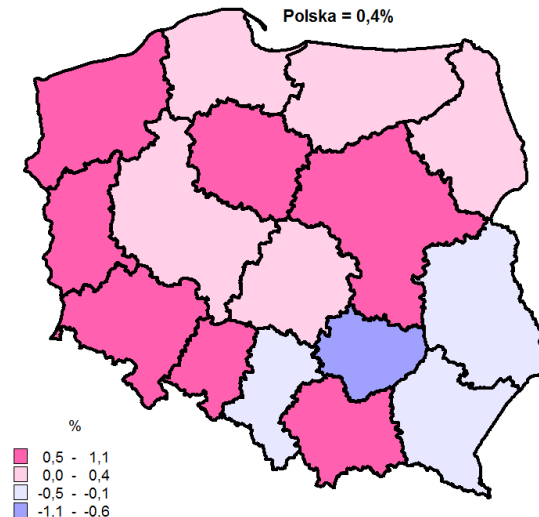 Polska = 0,4%
%
0,5 - 1,1
0,0 - 0,4
-0,5 - -0,1
-1,1 - -0,6